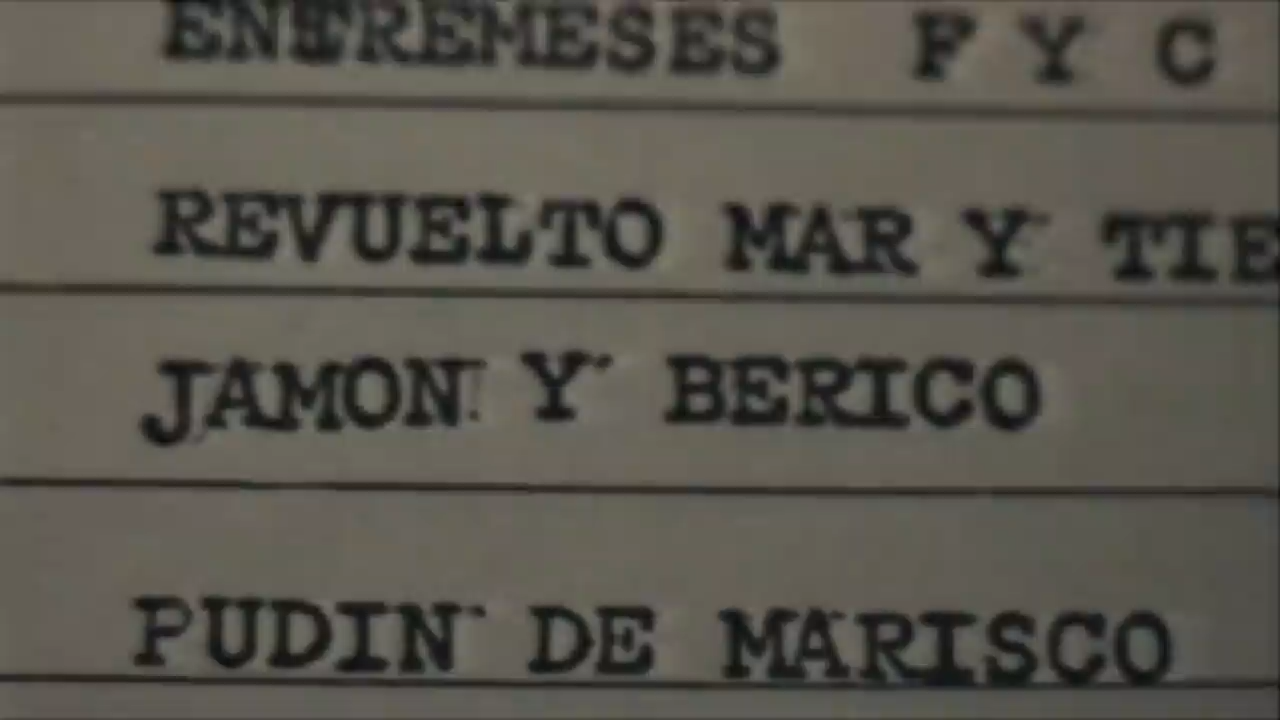 ENTREMESES F Y C
REVUELTO MAR Y TIE
JAMON Y BERICO
PUDIN DE MARISCO